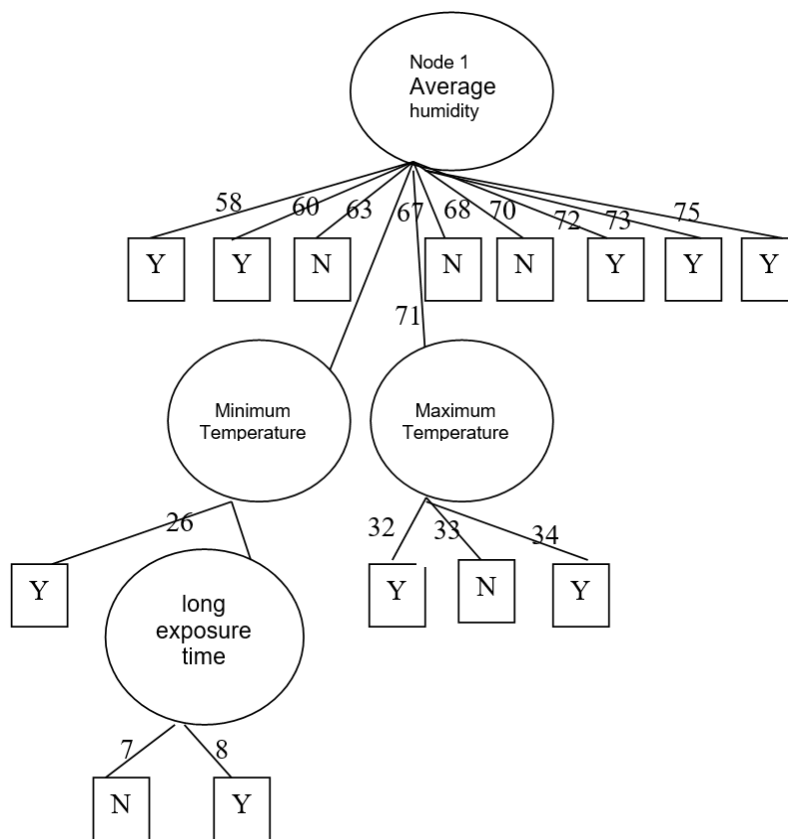 Node 1
Average
humidity
58 60 63 67 68 70 72 73 75
Y Y N N N Y Y Y
71
Minimum
Temperature
Maximum
Temperature
26 32 33 34
Y Y N Y
long
exposure
time
7 8
N Y